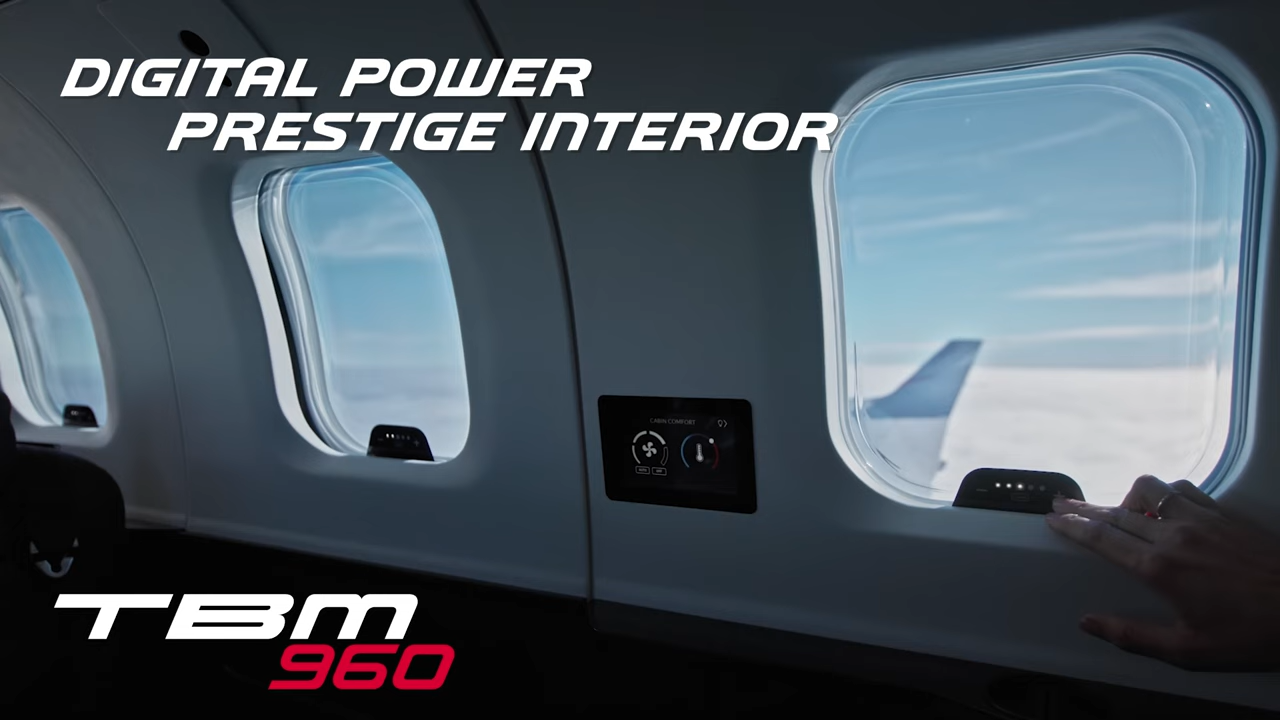 DIGITAL POWER
PRESTIGE INTERIOR
CABIN COMFORT
TBM
960